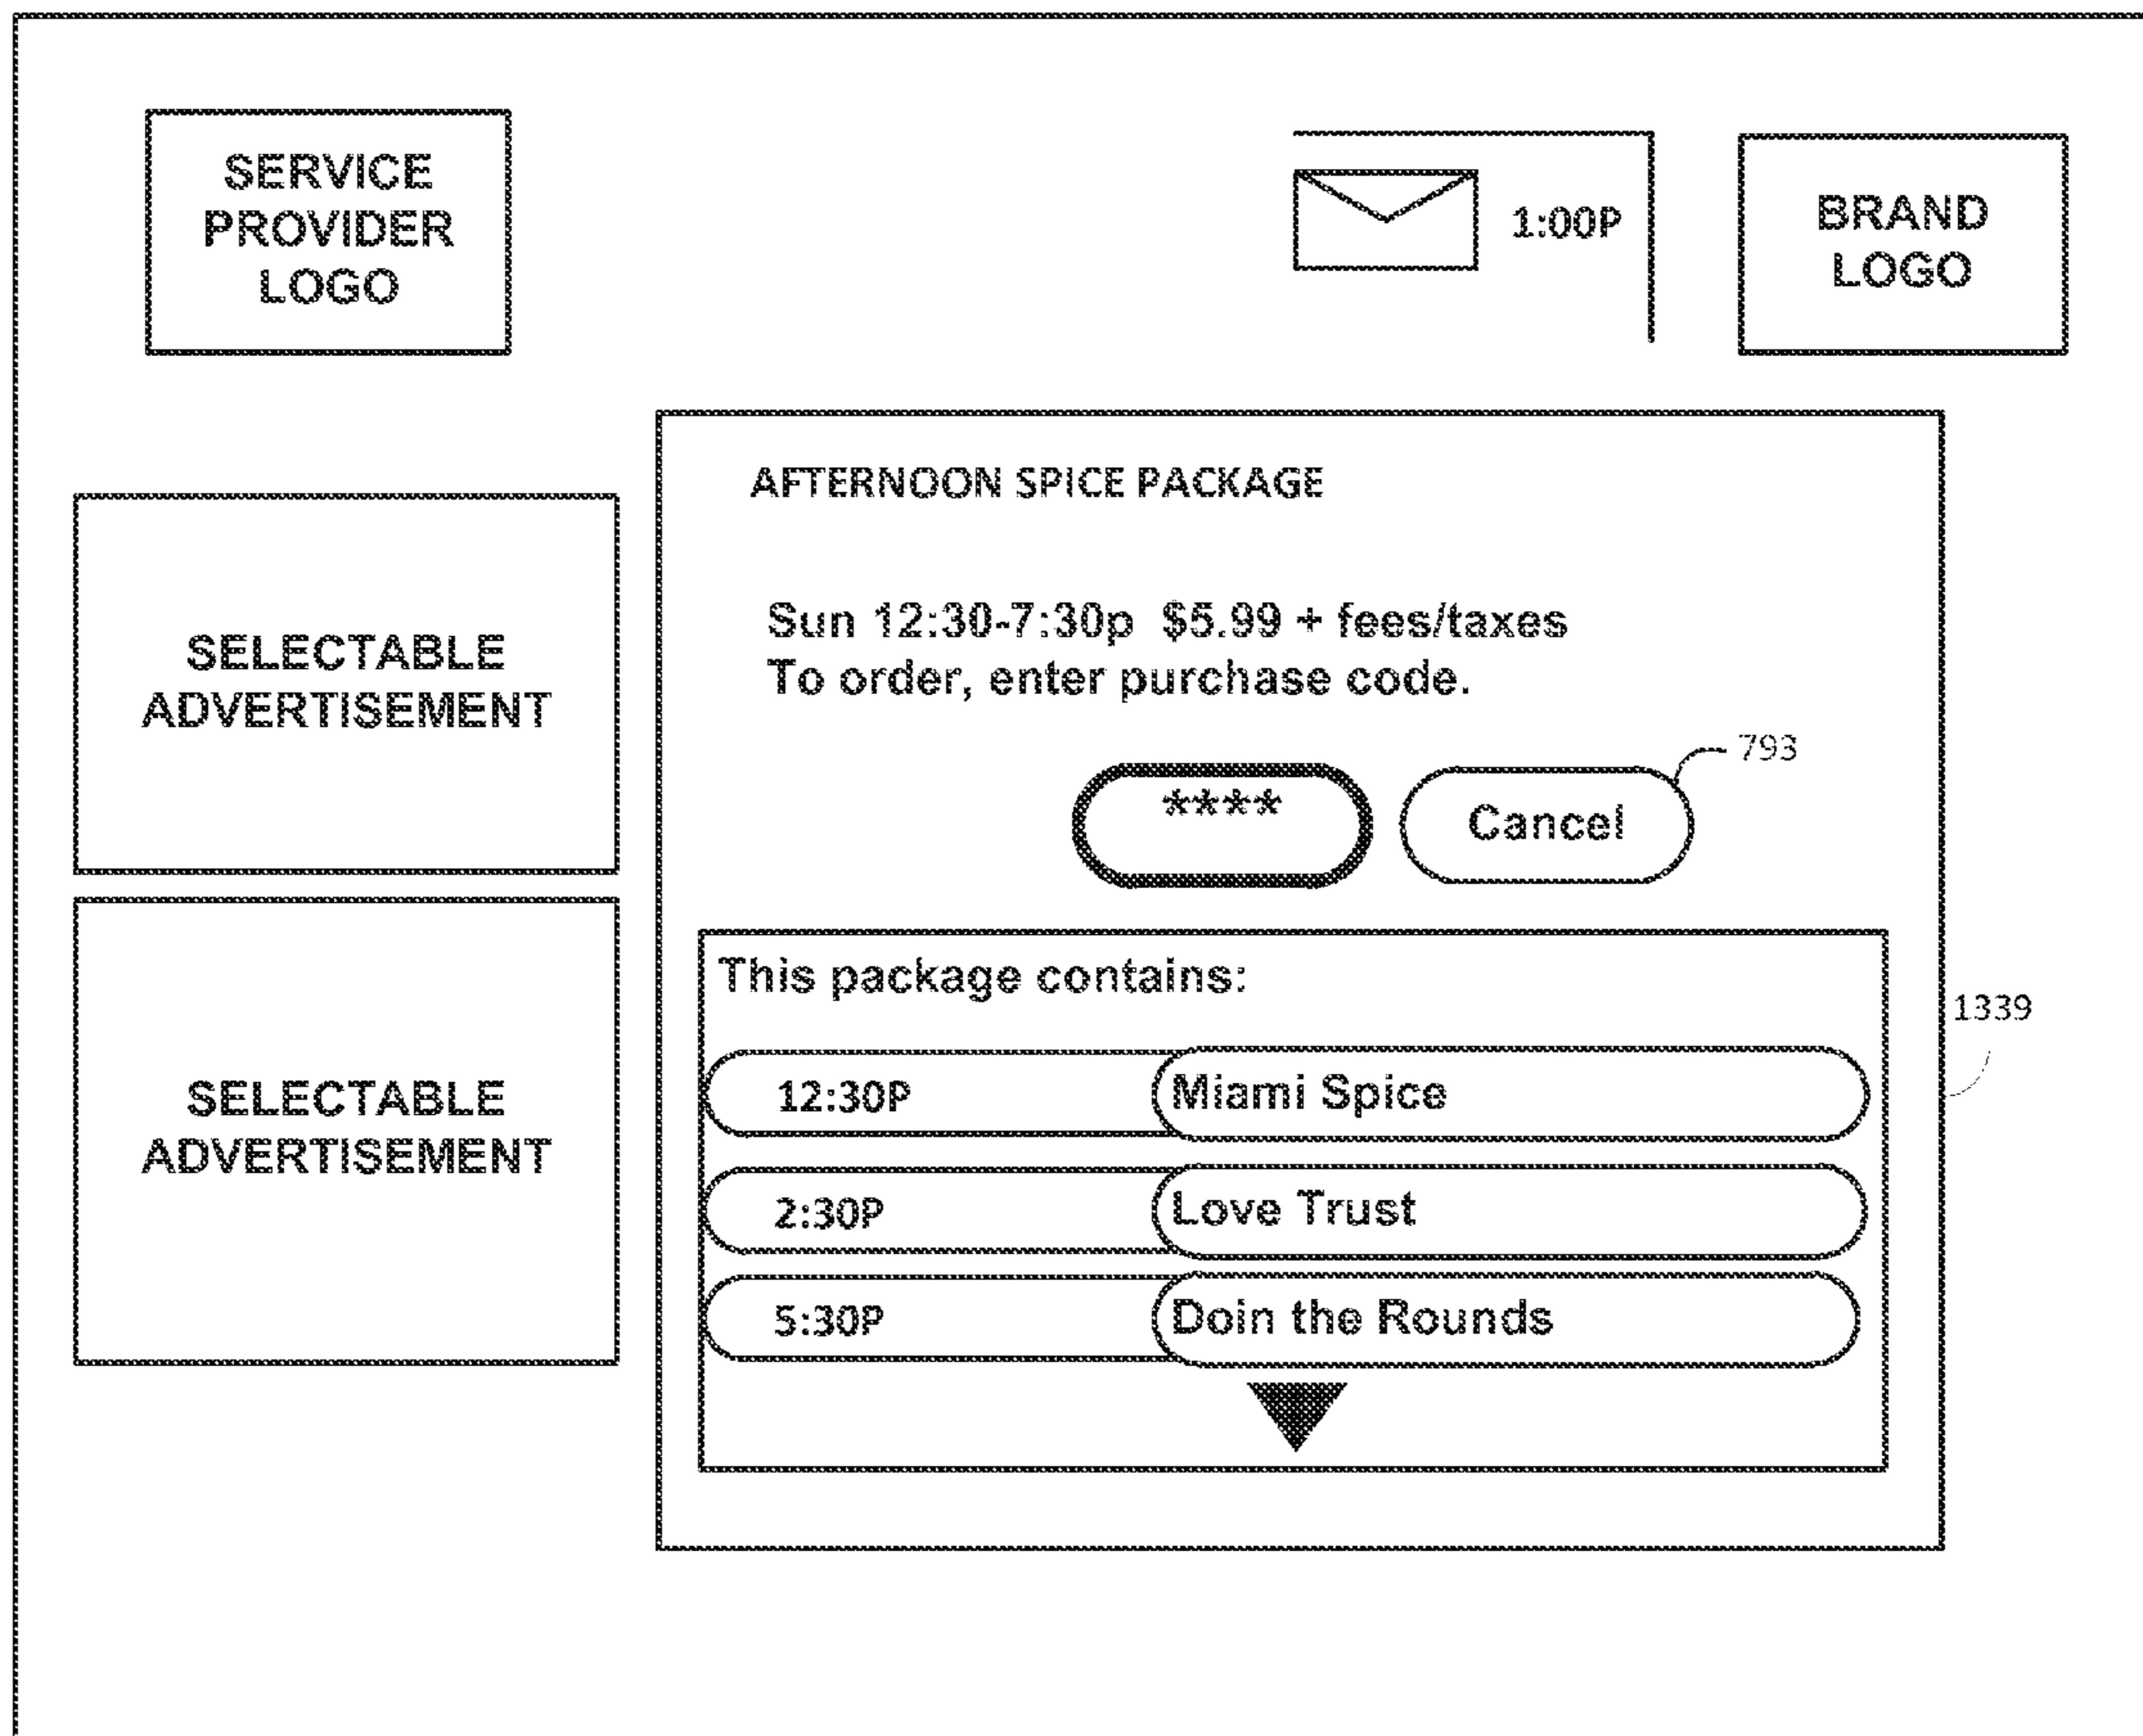 SERVICE
PROVIDER
LOGO
1:00P
BRAND
LOGO
SELECTABLE
ADVERTISEMENT
SELECTABLE
ADVERTISEMENT
AFTERNOON SPICE PACKAGE
Sun 12:30-7:30p $5.99 + fees/taxes
To order, enter purchase code.
****
Cancel
793
This package contains:
1339
12:30P Miami Spice
2:30P Love Trust
5:30P Doin the Rounds